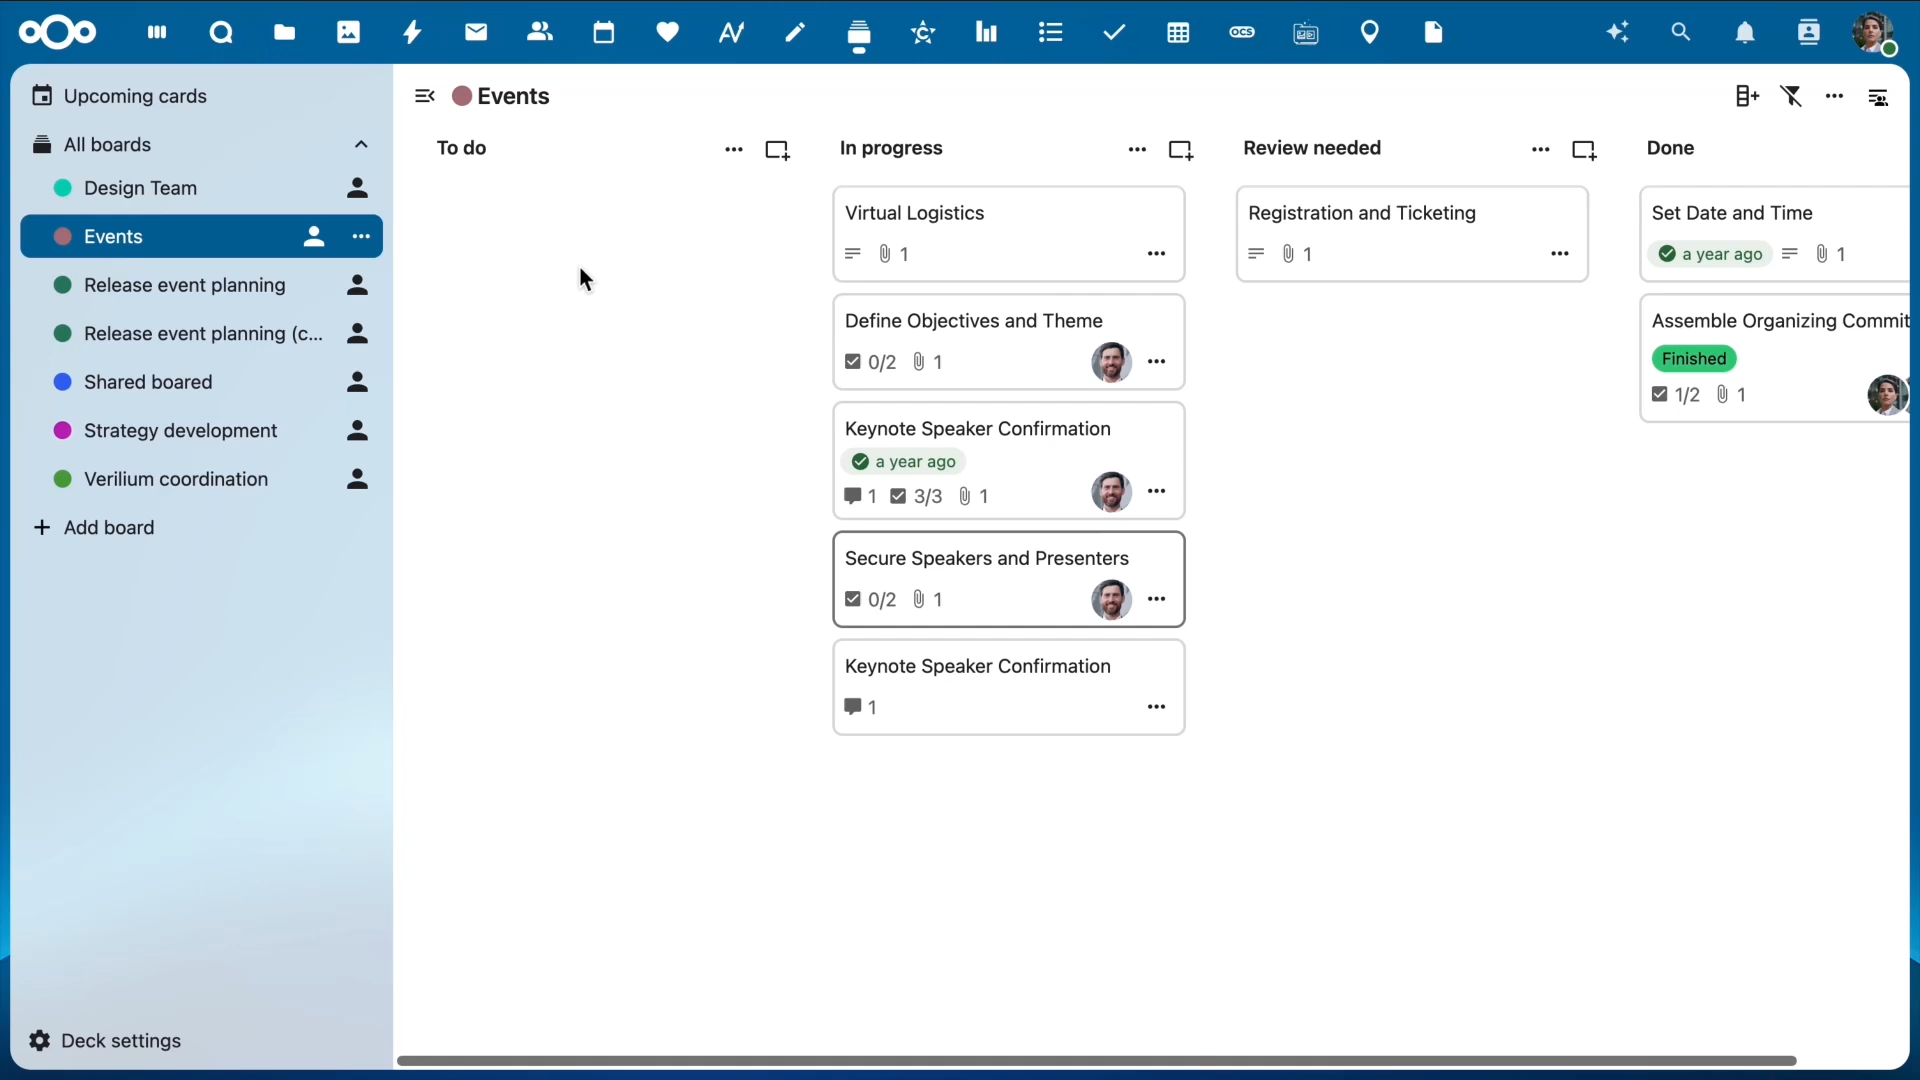 Upcoming cards
All boards
Design Team
Events
Release event planning
Release event planning (c...
Shared boared
Strategy development
Verilium coordination
Add board
Deck settings
Events
To do
In progress
Virtual Logistics
1
Define Objectives and Theme
0/2 1
Keynote Speaker Confirmation
a year ago
1 3/3 1
Secure Speakers and Presenters
0/2 1
Keynote Speaker Confirmation
1
Review needed
Registration and Ticketing
1
Done
Set Date and Time
a year ago 1
Assemble Organizing Commit
Finished
1/2 1
OCS